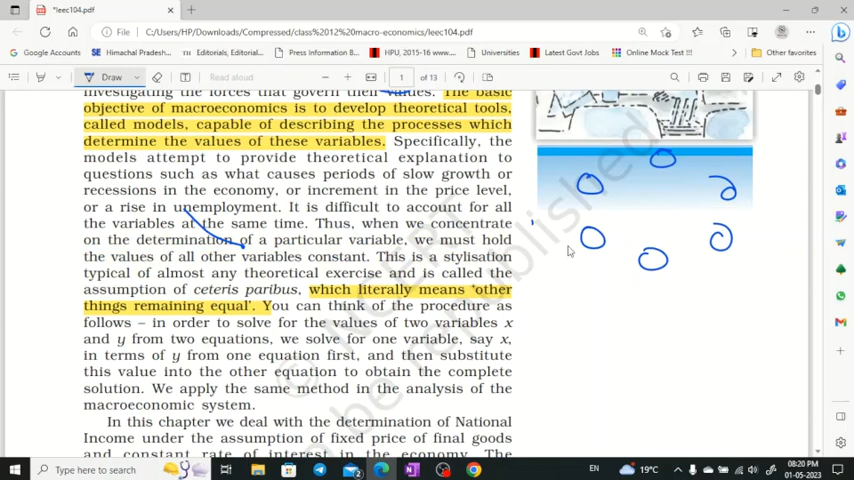 *leec104.pdf
File
C:/Users/HP/Downloads/Compressed/class%2012%20macro-economics/leec104.pdf
Google Accounts
Himachal Pradesh...
Editorials, Editorial...
Press Information B...
HPU, 2015-16 www....
Universities
Latest Govt Jobs
Online Mock Test !!!
Other favorites
Draw
Read aloud
1
of 13
investigating the forces that govern their values. The basic
objective of macroeconomics is to develop theoretical tools,
called models, capable of describing the processes which
determine the values of these variables. Specifically, the
models attempt to provide theoretical explanation to
questions such as what causes periods of slow growth or
recessions in the economy, or increment in the price level,
or a rise in unemployment. It is difficult to account for all
the variables at the same time. Thus, when we concentrate
on the determination of a particular variable, we must hold
the values of all other variables constant. This is a stylisation
typical of almost any theoretical exercise and is called the
assumption of ceteris paribus, which literally means ‘other
things remaining equal’. You can think of the procedure as
follows – in order to solve for the values of two variables x
and y from two equations, we solve for one variable, say x,
in terms of y from one equation first, and then substitute
this value into the other equation to obtain the complete
solution. We apply the same method in the analysis of the
macroeconomic system.
In this chapter we deal with the determination of National
Income under the assumption of fixed price of final goods
and constant rate of interest in the economy. The
© NCERT
be republished
Type here to search
2
EN
19°C
08:20 PM
01-05-2023